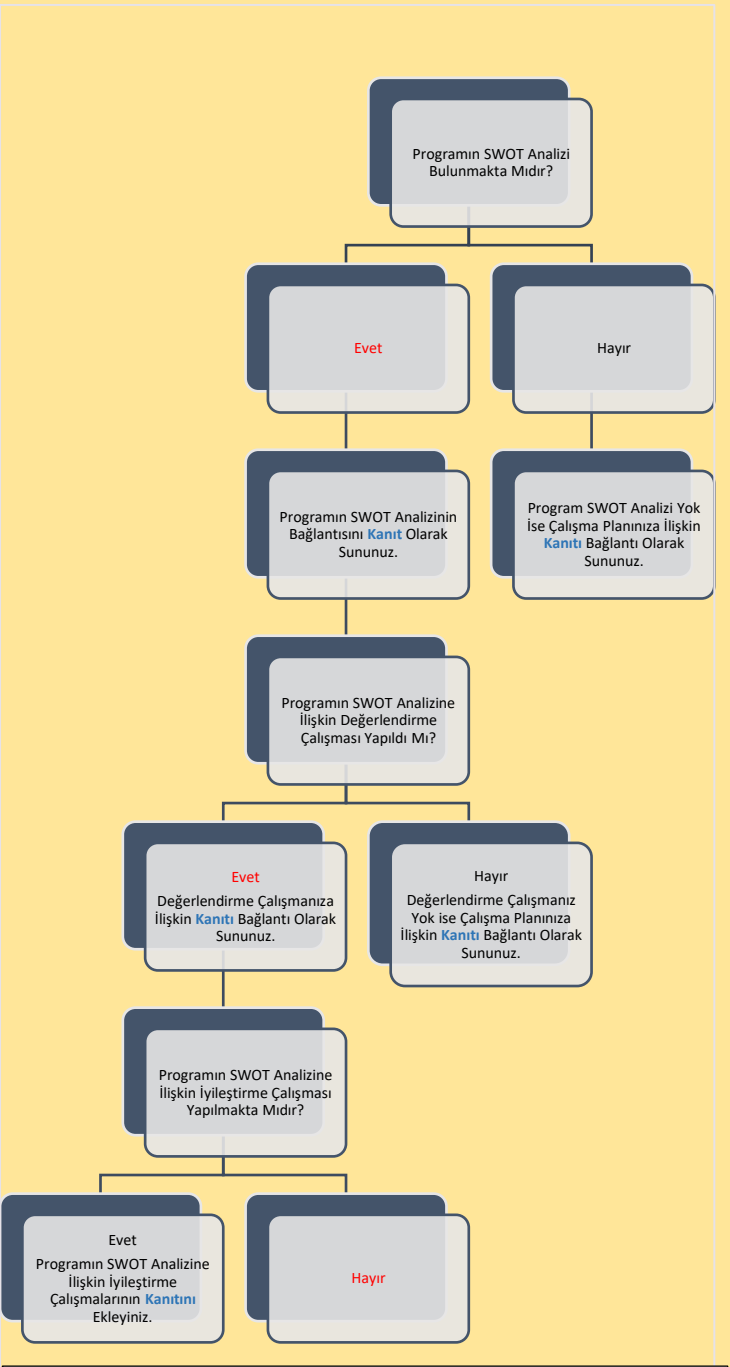 Programın SWOT Analizi
Bulunmakta Mıdır?
Evet
Hayır
Programın SWOT Analizinin
Bağlantısını Kanıt Olarak
Sununuz.
Program SWOT Analizi Yok
İse Çalışma Planınıza İlişkin
Kanıtı Bağlantı Olarak
Sununuz.
Programın SWOT Analizine
İlişkin Değerlendirme
Çalışması Yapıldı Mı?
Evet
Değerlendirme Çalışmanıza
İlişkin Kanıtı Bağlantı Olarak
Sununuz.
Hayır
Değerlendirme Çalışmanız
Yok ise Çalışma Planınıza
İlişkin Kanıtı Bağlantı Olarak
Sununuz.
Programın SWOT Analizine
İlişkin İyileştirme Çalışması
Yapılmakta Mıdır?
Evet
Programın SWOT Analizine
İlişkin İyileştirme
Çalışmalarının Kanıtını
Ekleyiniz.
Hayır